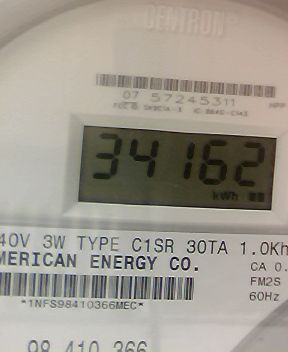 CENTRON
07 57245311
34162
kWh
40V 3W TYPE C1SR 30TA 1.0Kh
MERICAN ENERGY CO.
CA 0.
FM2S
60Hz
*1NFS98410366MEC*
98 410 366